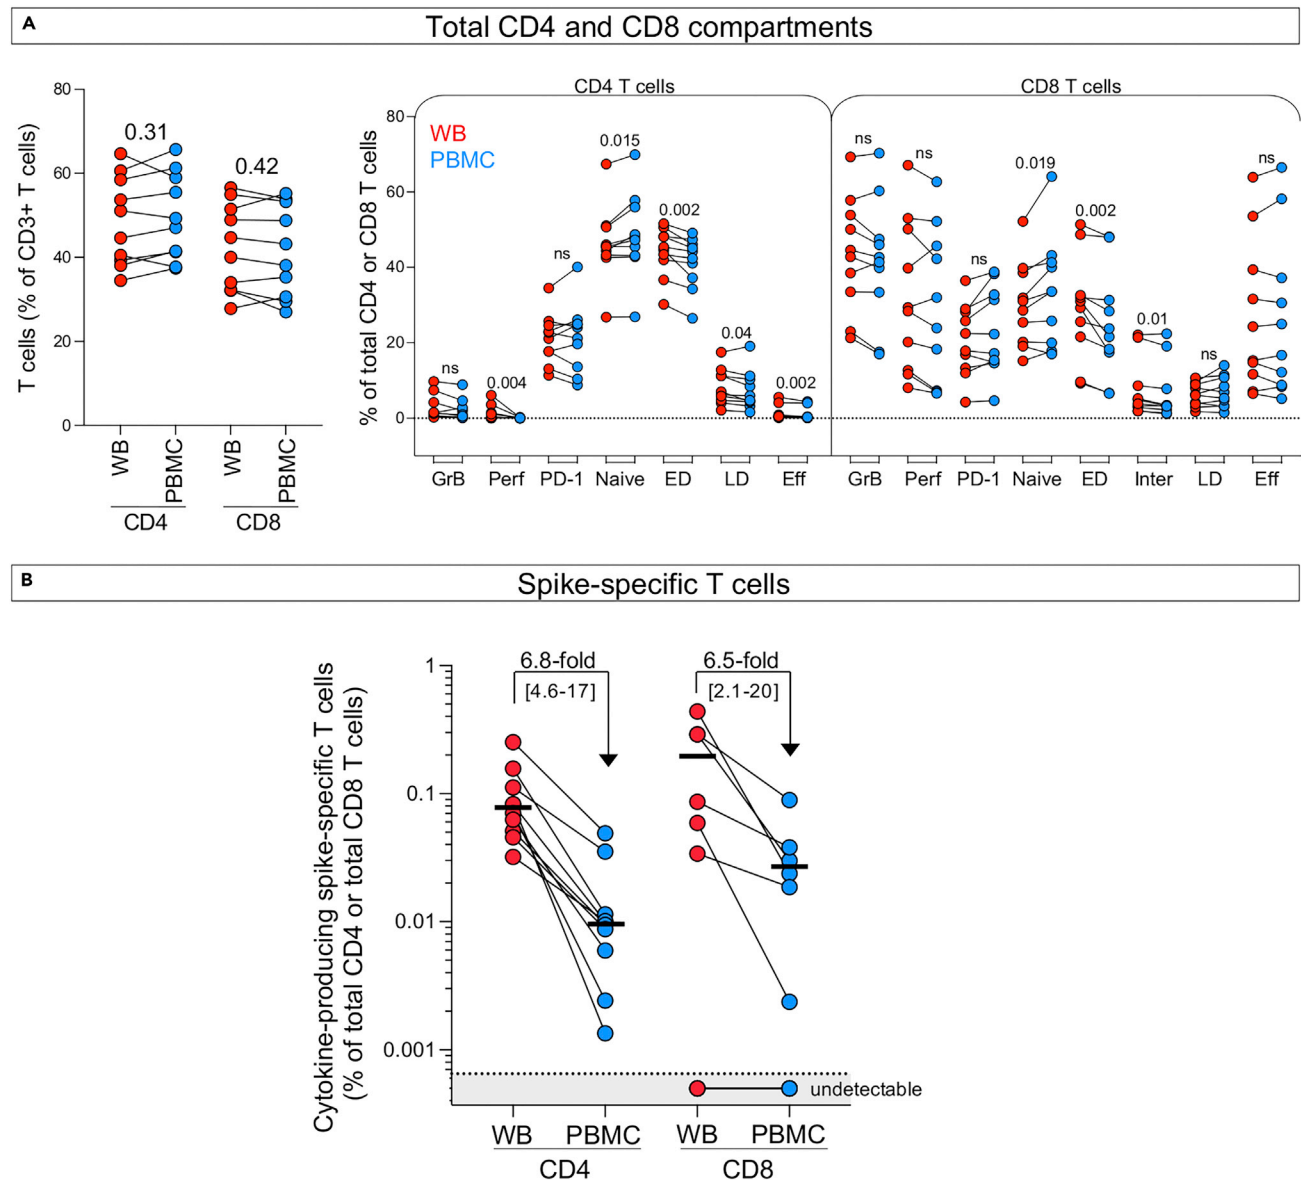 A
Total CD4 and CD8 compartments
T cells (% of CD3+ T cells)
80
60
40
20
0
0.31
0.42
WB
PBMC
WB
PBMC
CD4
CD8
% of total CD4 or CD8 T cells
80
60
40
20
0
CD4 T cells
CD8 T cells
WB
PBMC
ns
0.004
ns
0.015
0.002
0.04
0.002
ns
ns
ns
0.019
0.002
0.01
ns
ns
GrB
Perf
PD-1
Naive
ED
LD
Eff
GrB
Perf
PD-1
Naive
ED
Inter
LD
Eff
B
Spike-specific T cells
Cytokine-producing spike-specific T cells
(% of total CD4 or total CD8 T cells)
1
0.1
0.01
0.001
6.8-fold
[4.6-17]
6.5-fold
[2.1-20]
undetectable
WB
PBMC
WB
PBMC
CD4
CD8